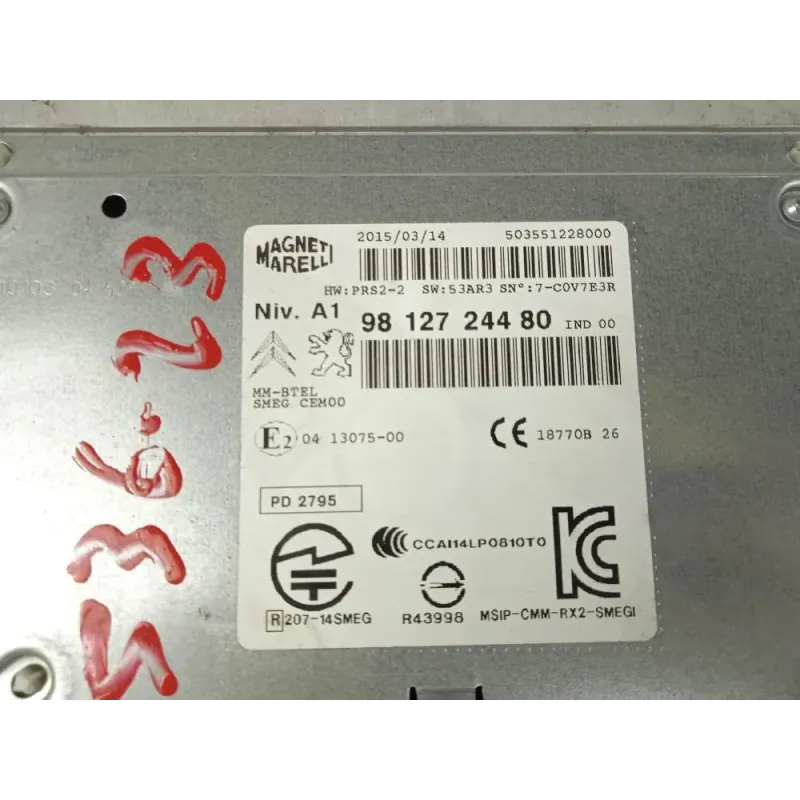 MAGNETI MARELLI
2015/03/14 503551228000
HW:PRS2-2 SW:53AR3 SN°:7-C0V7E3R
Niv. A1 98 127 244 80 IND 00
MM-BTEL
SMEG CEM00
E2 04 13075-00 CE 18770B 26
PD 2795
CCAI14LP0810T0
R 207-14SMEG R43998 MSIP-CMM-RX2-SMEGI